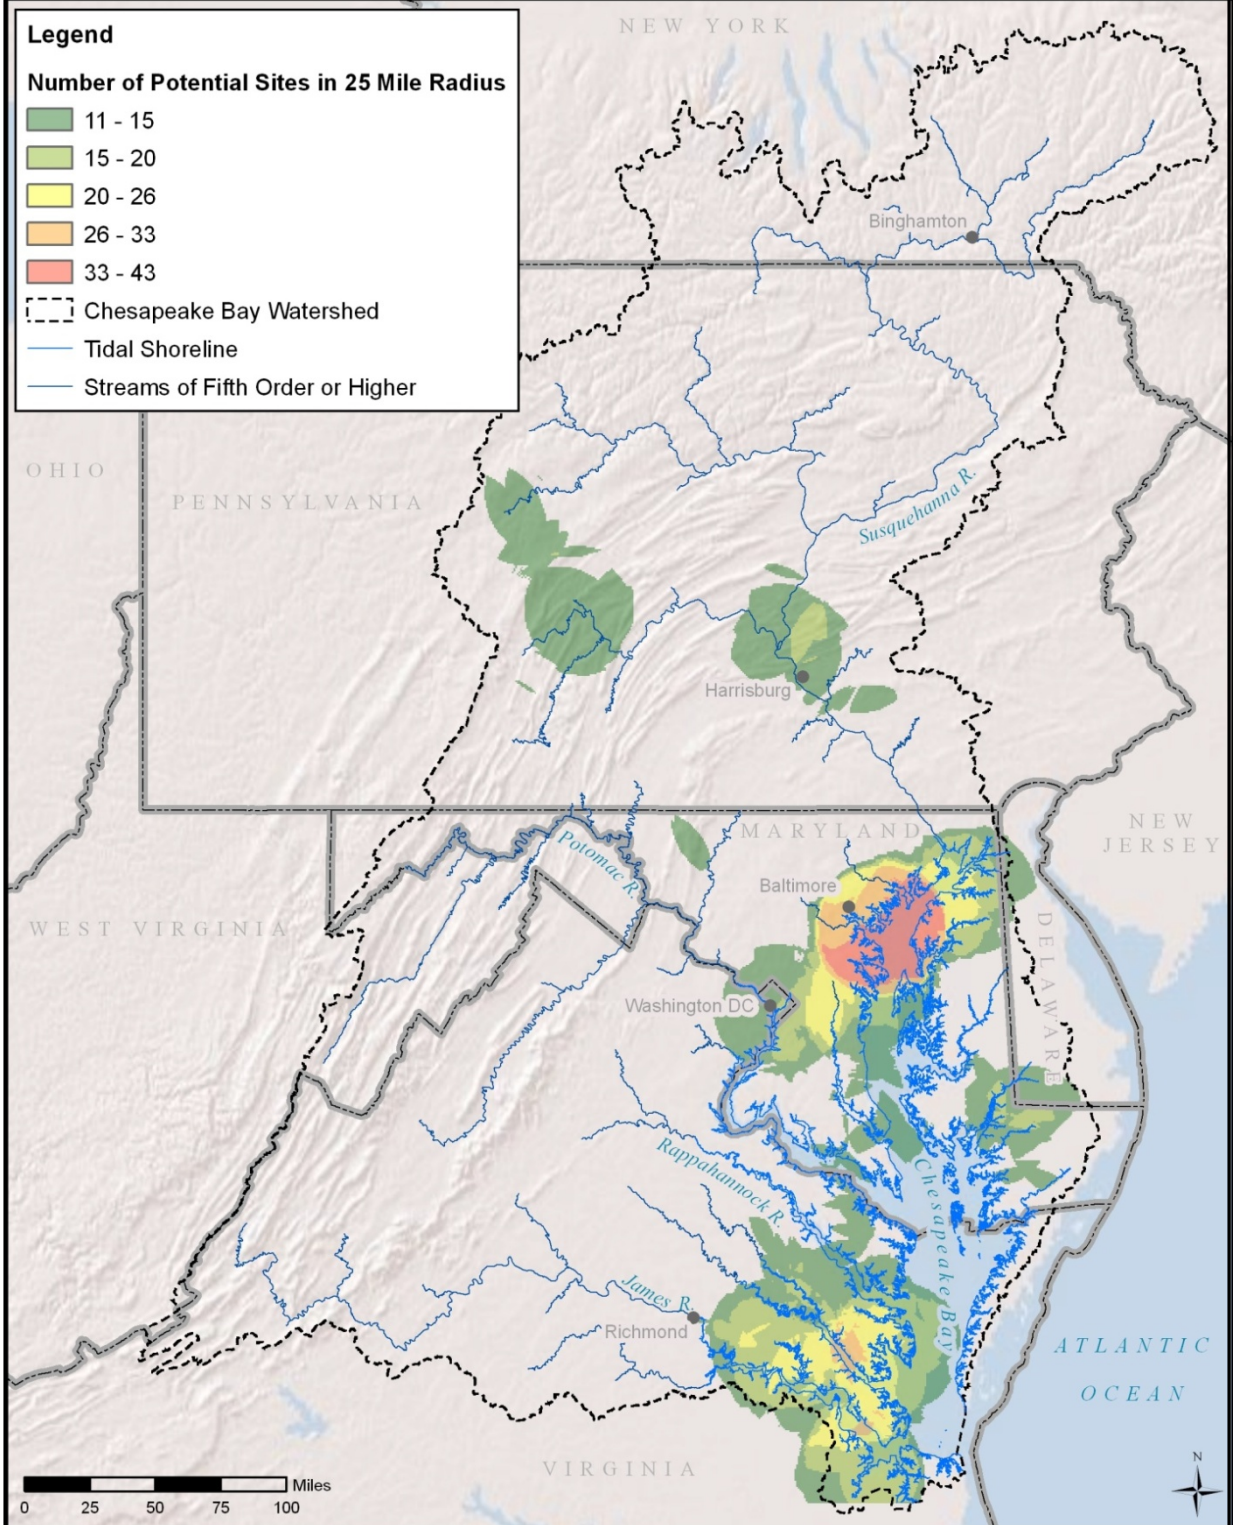 Legend
Number of Potential Sites in 25 Mile Radius
11 - 15
15 - 20
20 - 26
26 - 33
33 - 43
Chesapeake Bay Watershed
Tidal Shoreline
Streams of Fifth Order or Higher
NEW YORK
Binghamton
OHIO
PENNSYLVANIA
Susquehanna R.
Harrisburg
MARYLAND
NEW
JERSEY
Potomac R.
Baltimore
WEST VIRGINIA
DELAWARE
Washington DC
Rappahannock R.
Chesapeake Bay
James R.
Richmond
ATLANTIC
OCEAN
VIRGINIA
N
Miles
0 25 50 75 100